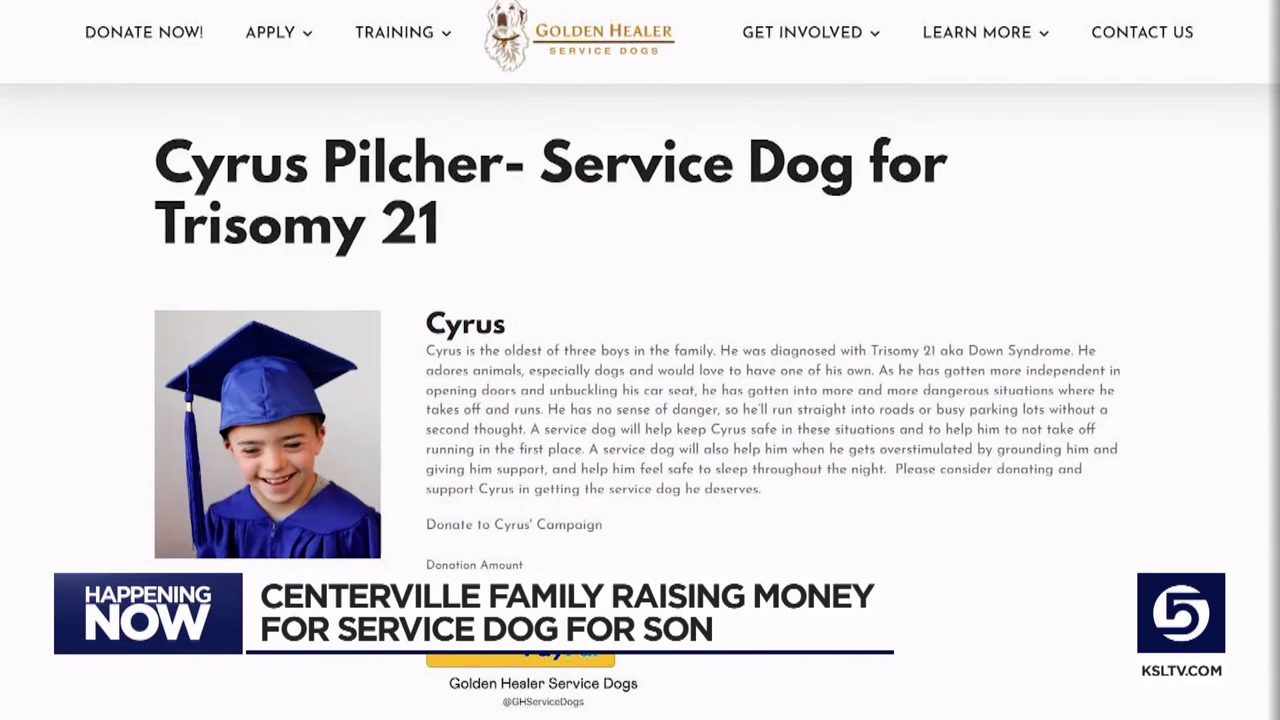 DONATE NOW!
APPLY
TRAINING
GOLDEN HEALER
SERVICE DOGS
GET INVOLVED
LEARN MORE
CONTACT US
Cyrus Pilcher- Service Dog for
Trisomy 21
Cyrus
Cyrus is the oldest of three boys in the family. He was diagnosed with Trisomy 21 aka Down Syndrome. He
adores animals, especially dogs and would love to have one of his own. As he has gotten more independent in
opening doors and unbuckling his car seat, he has gotten into more and more dangerous situations where he
takes off and runs. He has no sense of danger, so he'll run straight into roads or busy parking lots without a
second thought. A service dog will help keep Cyrus safe in these situations and to help him to not take off
running in the first place. A service dog will also help him when he gets overstimulated by grounding him and
giving him support, and help him feel safe to sleep throughout the night. Please consider donating and
support Cyrus in getting the service dog he deserves.
Donate to Cyrus' Campaign
Donation Amount
HAPPENING
NOW
CENTERVILLE FAMILY RAISING MONEY
FOR SERVICE DOG FOR SON
5
KSLTV.COM
Golden Healer Service Dogs
@GHServiceDogs